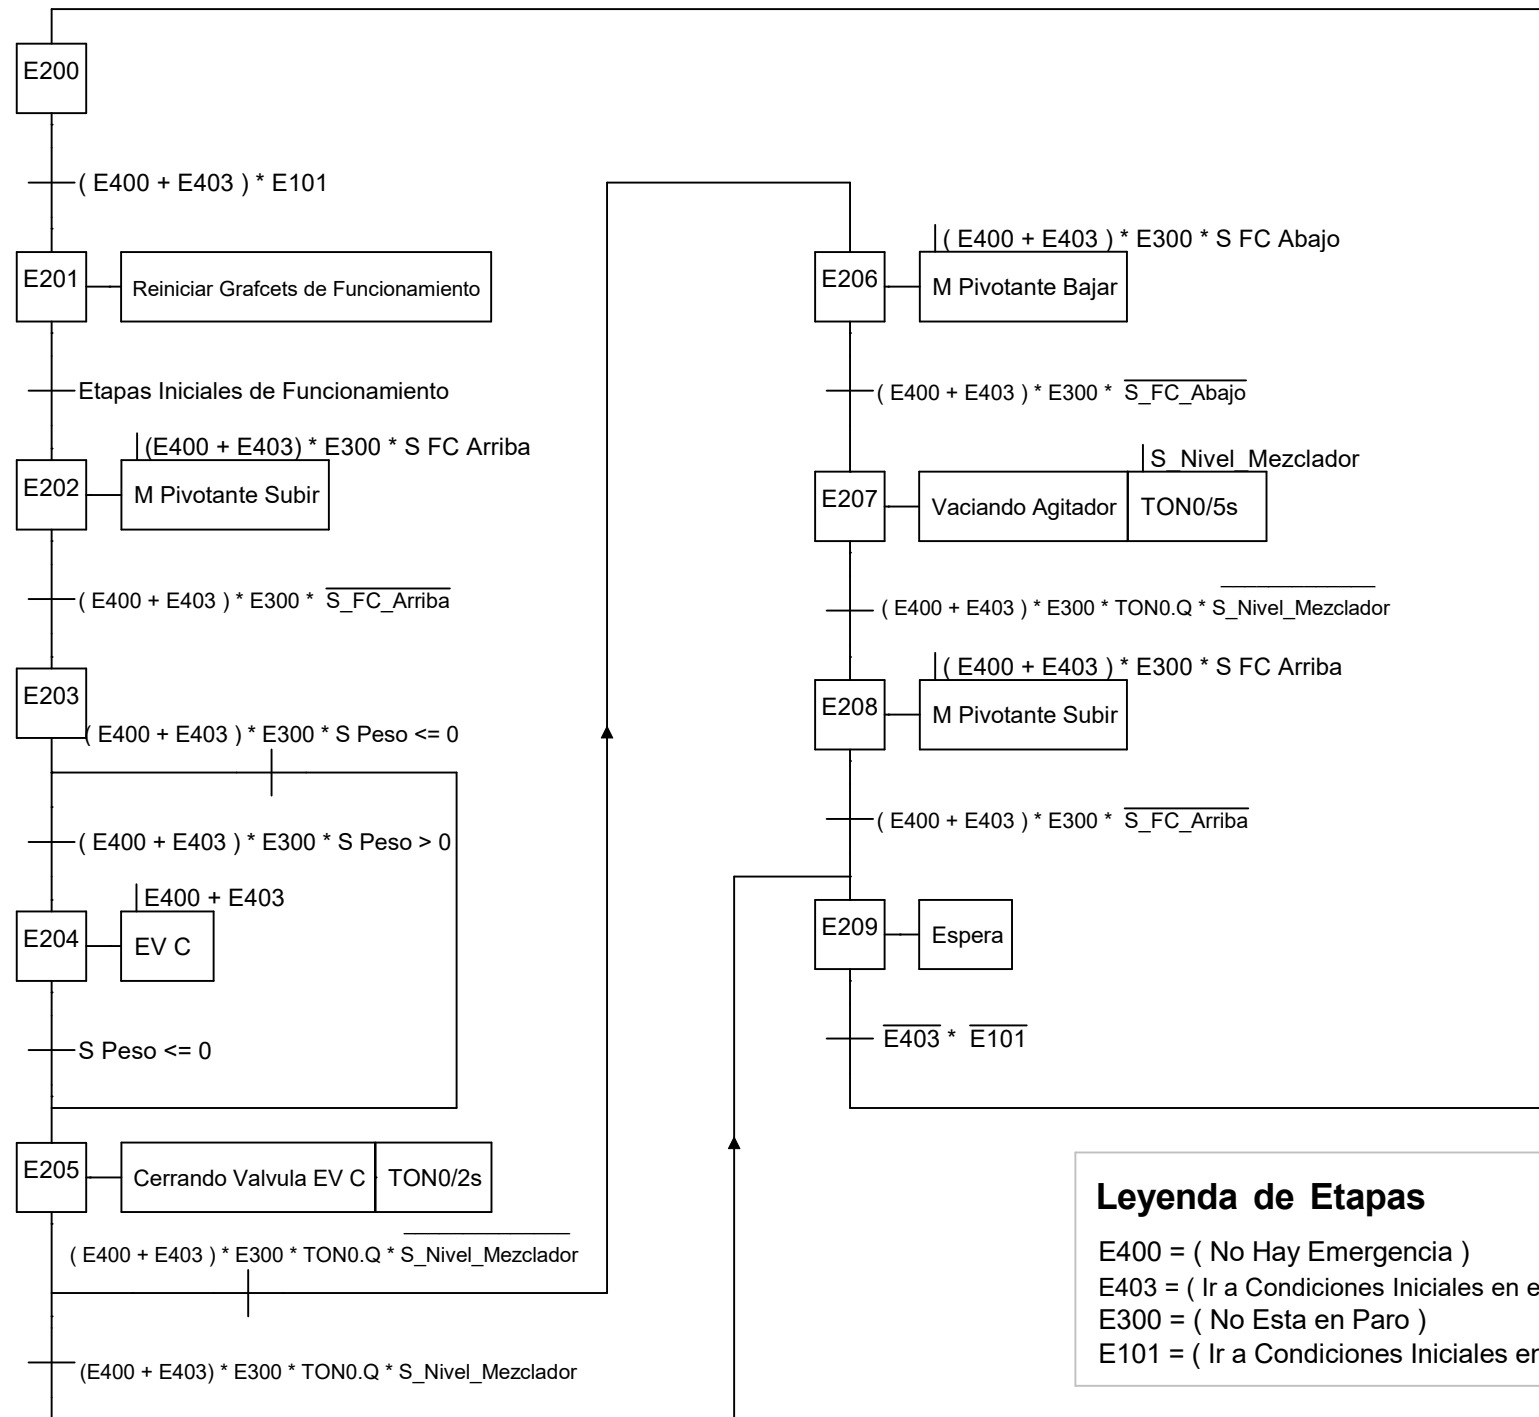 E200
( E400 + E403 ) * E101
E201
Reiniciar Grafcets de Funcionamiento
Etapas Iniciales de Funcionamiento
(E400 + E403) * E300 * S FC Arriba
E202
M Pivotante Subir
( E400 + E403 ) * E300 * S_FC_Arriba
E203
( E400 + E403 ) * E300 * S Peso <= 0
( E400 + E403 ) * E300 * S Peso > 0
E400 + E403
E204
EV C
S Peso <= 0
E205
Cerrando Valvula EV C
TON0/2s
( E400 + E403 ) * E300 * TON0.Q * S_Nivel_Mezclador
(E400 + E403) * E300 * TON0.Q * S_Nivel_Mezclador
( E400 + E403 ) * E300 * S FC Abajo
E206
M Pivotante Bajar
( E400 + E403 ) * E300 * S_FC_Abajo
S_Nivel_Mezclador
E207
Vaciando Agitador
TON0/5s
( E400 + E403 ) * E300 * TON0.Q * S_Nivel_Mezclador
( E400 + E403 ) * E300 * S FC Arriba
E208
M Pivotante Subir
( E400 + E403 ) * E300 * S_FC_Arriba
E209
Espera
E403 * E101
Leyenda de Etapas
E400 = ( No Hay Emergencia )
E403 = ( Ir a Condiciones Iniciales en e
E300 = ( No Esta en Paro )
E101 = ( Ir a Condiciones Iniciales en